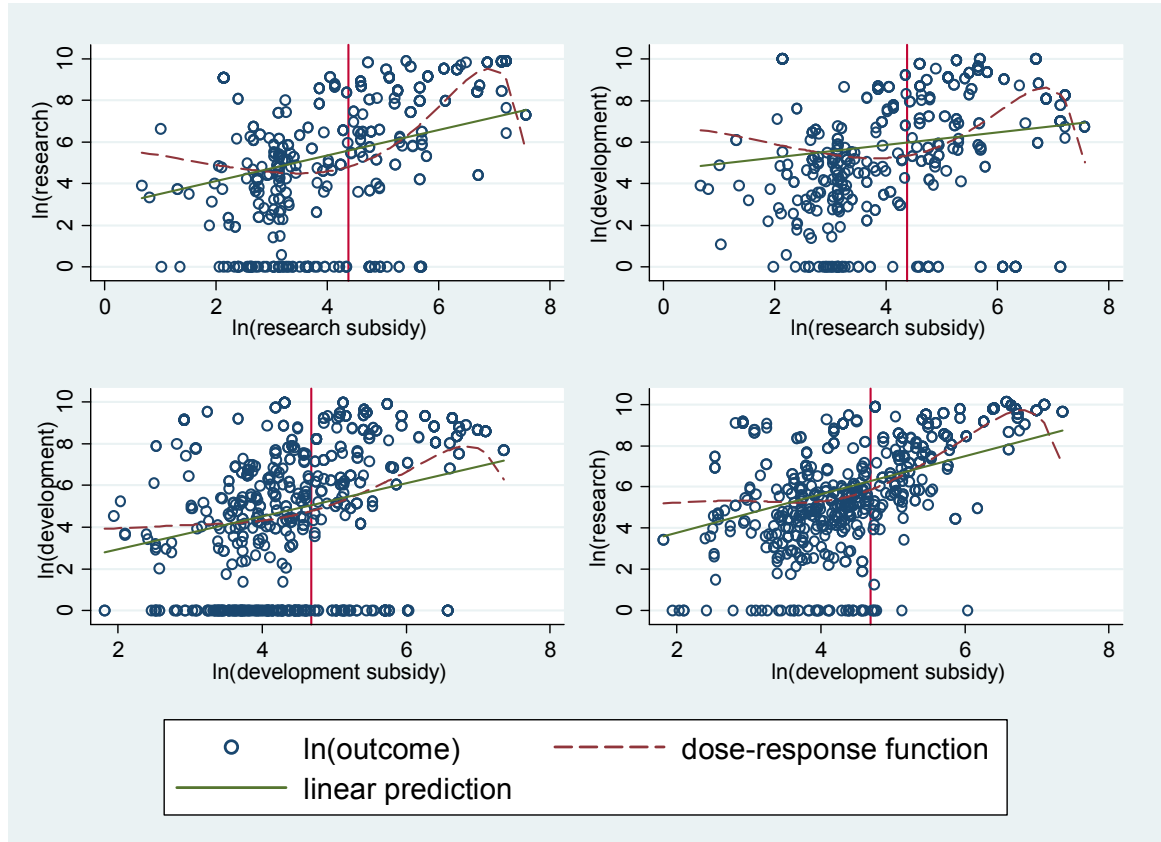 ln(research)
10
8
6
4
2
0
0 2 4 6 8
ln(research subsidy)
ln(development)
10
8
6
4
2
0
0 2 4 6 8
ln(research subsidy)
ln(development)
10
8
6
4
2
0
2 4 6 8
ln(development subsidy)
ln(research)
10
8
6
4
2
0
2 4 6 8
ln(development subsidy)
ln(outcome) dose-response function
linear prediction